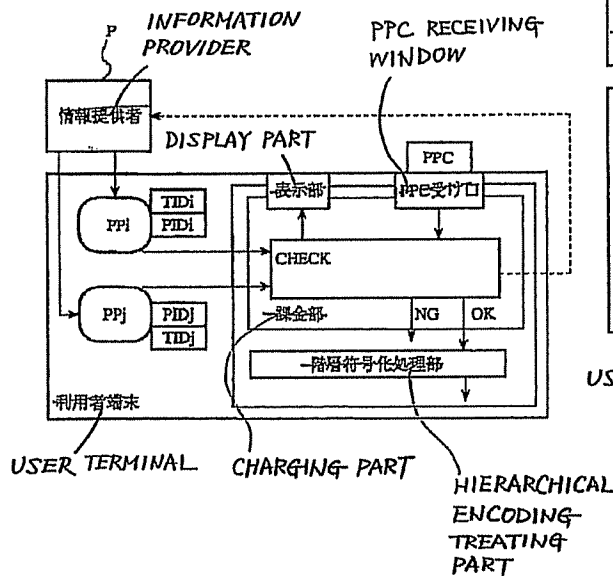 P
INFORMATION
PROVIDER
PPC RECEIVING
WINDOW
情報提供者
DISPLAY PART
PPC
表示部
PPC受け口
PPi
TIDi
PIDi
CHECK
PPj
PIDj
TIDj
課金部
NG
OK
階層符号化処理部
利用者端末
US
USER TERMINAL
CHARGING PART
HIERARCHICAL
ENCODING
TREATING
PART